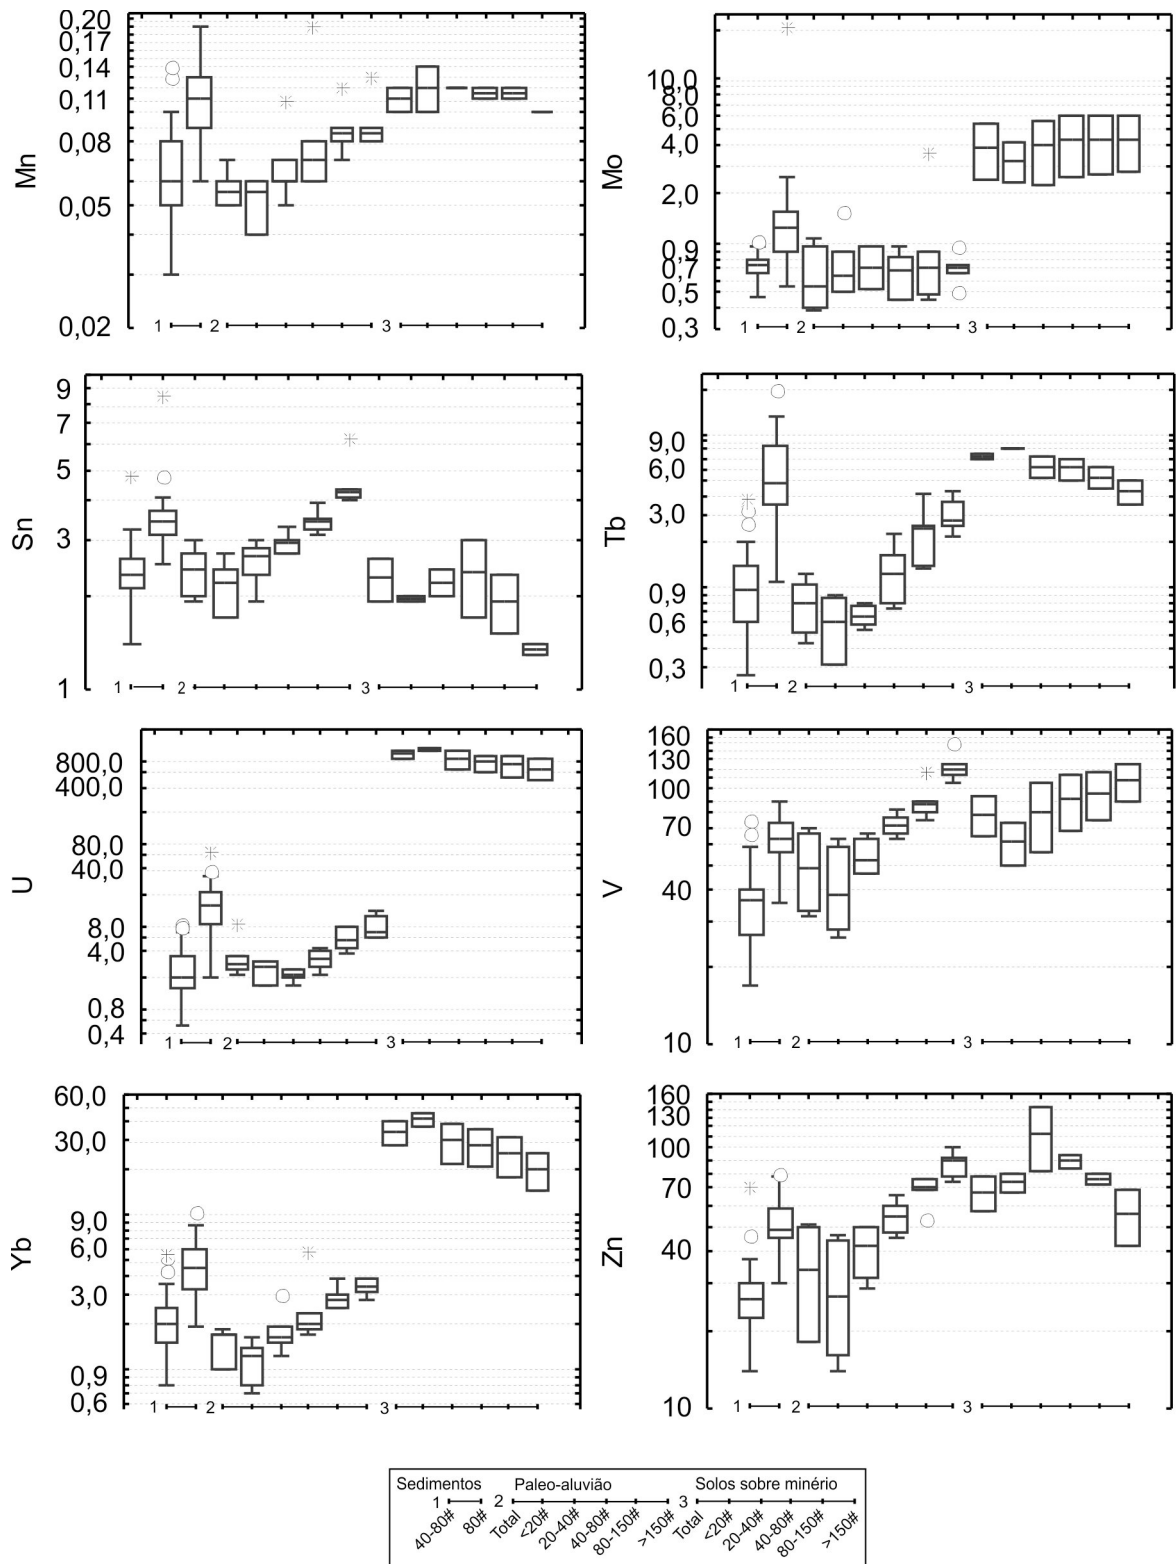 Mn
0,20
0,17
0,14
0,11
0,08
0,05
0,02
1 2 3
Mo
10,0
8,0
6,0
4,0
2,0
0,9
0,7
0,5
0,3
1 2 3
Sn
9
7
5
3
1
1 2 3
Tb
9,0
6,0
3,0
0,9
0,6
0,3
1 2 3
U
800,0
400,0
80,0
40,0
8,0
4,0
0,8
0,4
1 2 3
V
160
130
100
70
40
10
1 2 3
Yb
60,0
30,0
9,0
6,0
3,0
0,9
0,6
1 2 3
Zn
160
130
100
70
40
10
1 2 3
Sedimentos Paleo-aluvião Solos sobre minério
1 2 3
40-80# 80# Total <20# 20-40# 40-80# 80-150# >150# Total <20# 20-40# 40-80# 80-150# >150#